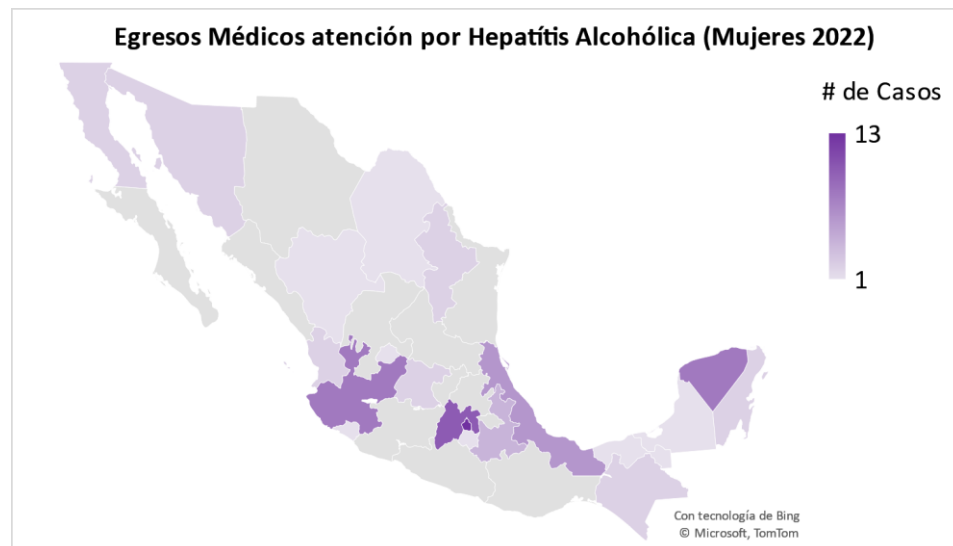 Egresos Médicos atención por Hepatítis Alcohólica (Mujeres 2022)
# de Casos
13
1
Con tecnología de Bing
© Microsoft, TomTom